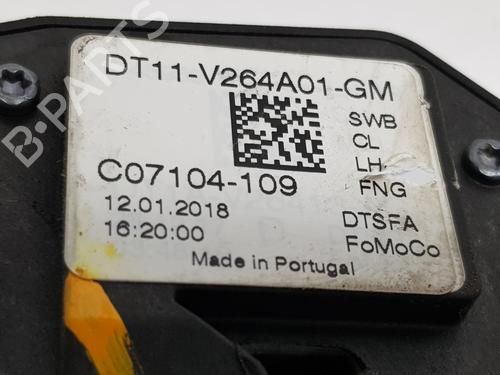 DT11-V264A01-GM
SWB
CL
LH
FNG
C07104-109
12.01.2018
16:20:00
DTSFA
FoMoCo
Made in Portugal
B-PARTS